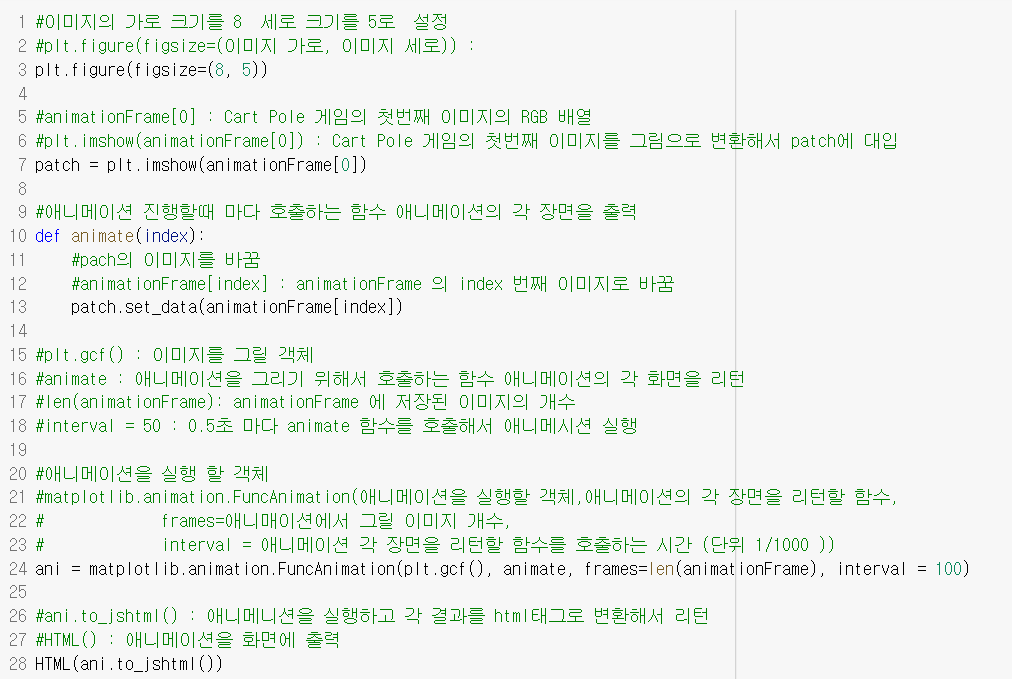 1 #이미지의 가로 크기를 8  세로 크기를 5로  설정
2 #plt.figure(figsize=(이미지 가로, 이미지 세로)) :
3 plt.figure(figsize=(8, 5))
4
5 #animationFrame[0] : Cart Pole 게임의 첫번째 이미지의 RGB 배열
6 #plt.imshow(animationFrame[0]) : Cart Pole 게임의 첫번째 이미지를 그림으로 변환해서 patch에 대입
7 patch = plt.imshow(animationFrame[0])
8
9 #애니메이션 진행할때 마다 호출하는 함수 애니메이션의 각 장면을 출력
10 def animate(index):
11     #pach의 이미지를 바꿈
12     #animationFrame[index] : animationFrame 의 index 번째 이미지로 바꿈
13     patch.set_data(animationFrame[index])
14
15 #plt.gcf() : 이미지를 그릴 객체
16 #animate : 애니메이션을 그리기 위해서 호출하는 함수 애니메이션의 각 화면을 리턴
17 #len(animationFrame): animationFrame 에 저장된 이미지의 개수
18 #interval = 50 : 0.5초 마다 animate 함수를 호출해서 애니메시션 실행
19
20 #애니메이션을 실행 할 객체
21 #matplotlib.animation.FuncAnimation(애니메이션을 실행할 객체,애니메이션의 각 장면을 리턴할 함수,
22 #             frames=애니매이션에서 그릴 이미지 개수,
23 #             interval = 애니메이션 각 장면을 리턴할 함수를 호출하는 시간 (단위 1/1000 ))
24 ani = matplotlib.animation.FuncAnimation(plt.gcf(), animate, frames=len(animationFrame), interval = 100)
25
26 #ani.to_jshtml() : 애니메니션을 실행하고 각 결과를 html태그로 변환해서 리턴
27 #HTML() : 애니메이션을 화면에 출력
28 HTML(ani.to_jshtml())